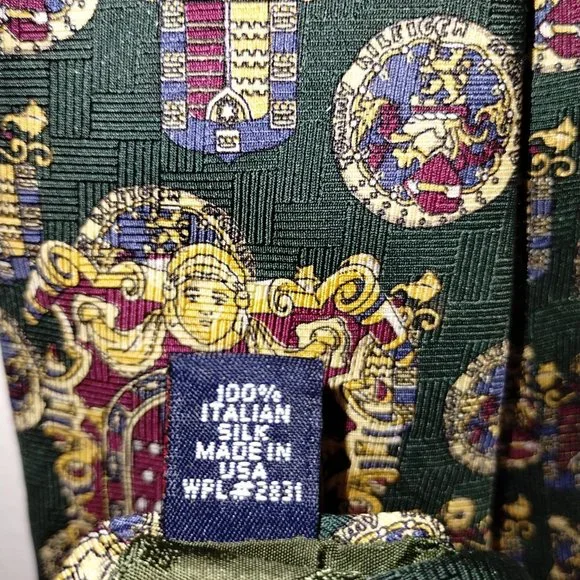 100%
ITALIAN
SILK
MADE IN
USA
WPL#2831